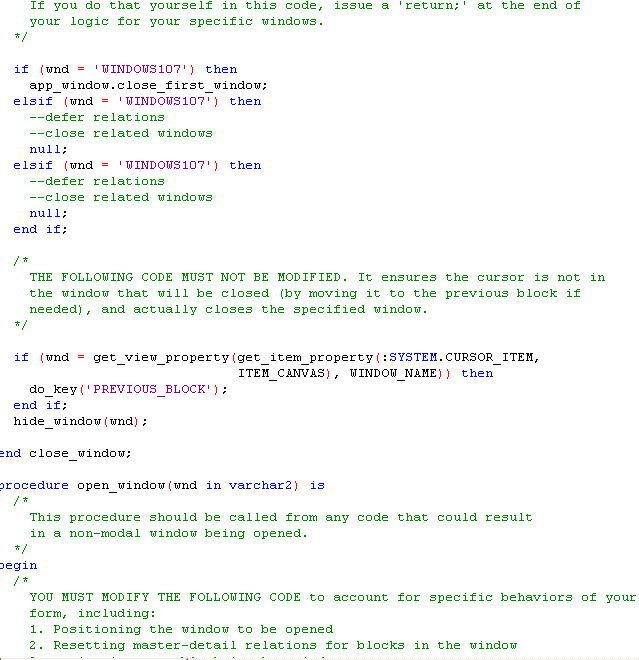 If you do that yourself in this code, issue a 'return;' at the end of
your logic for your specific windows.
*/
if (wnd = 'WINDOWS107') then
app_window.close_first_window;
elsif (wnd = 'WINDOWS107') then
--defer relations
--close related windows
null;
elsif (wnd = 'WINDOWS107') then
--defer relations
--close related windows
null;
end if;
/*
THE FOLLOWING CODE MUST NOT BE MODIFIED. It ensures the cursor is not in
the window that will be closed (by moving it to the previous block if
needed), and actually closes the specified window.
*/
if (wnd = get_view_property(get_item_property(:SYSTEM.CURSOR_ITEM,
ITEM_CANVAS), WINDOW_NAME)) then
do_key('PREVIOUS_BLOCK');
end if;
hide_window(wnd);
end close_window;
procedure open_window(wnd in varchar2) is
/*
This procedure should be called from any code that could result
in a non-modal window being opened.
*/
begin
/*
YOU MUST MODIFY THE FOLLOWING CODE to account for specific behaviors of your
form, including:
1. Positioning the window to be opened
2. Resetting master-detail relations for blocks in the window